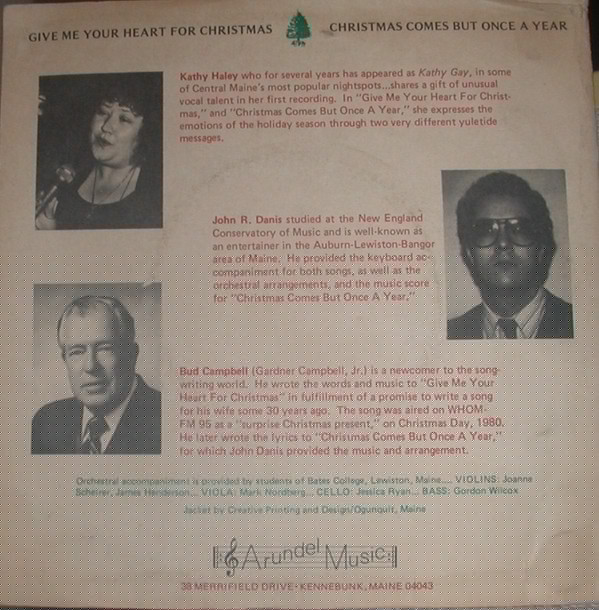 GIVE ME YOUR HEART FOR CHRISTMAS CHRISTMAS COMES BUT ONCE A YEAR
Kathy Haley who for several years has appeared as Kathy Gay, in some
of Central Maine's most popular nightspots...shares a gift of unusual
vocal talent in her first recording. In "Give Me Your Heart For Christ-
mas," and "Christmas Comes But Once A Year," she expresses the
emotions of the holiday season through two very different yuletide
messages.
John R. Danis studied at the New England
Conservatory of Music and is well-known as
an entertainer in the Auburn-Lewiston-Bangor
area of Maine. He provided the keyboard ac-
companiment for both songs, as well as the
orchestral arrangements, and the music score
for "Christmas Comes But Once A Year."
Bud Campbell (Gardner Campbell, Jr.) is a newcomer to the song-
writing world. He wrote the words and music to "Give Me Your
Heart For Christmas" in fulfillment of a promise to write a song
for his wife some 30 years ago. The song was aired on WHOM-
FM 95 as a "surprise Christmas present," on Christmas Day, 1980.
He later wrote the lyrics to "Christmas Comes But Once A Year,"
for which John Danis provided the music and arrangement.
Orchestral accompaniment is provided by students of Bates College, Lewiston, Maine.... VIOLINS: Joanne
Scheirer, James Henderson... VIOLA: Mark Nordberg... CELLO: Jessica Ryan... BASS: Gordon Wilcox
Jacket by Creative Printing and Design/Ogunquit, Maine
Arundel Music
38 MERRIFIELD DRIVE • KENNEBUNK, MAINE 04043